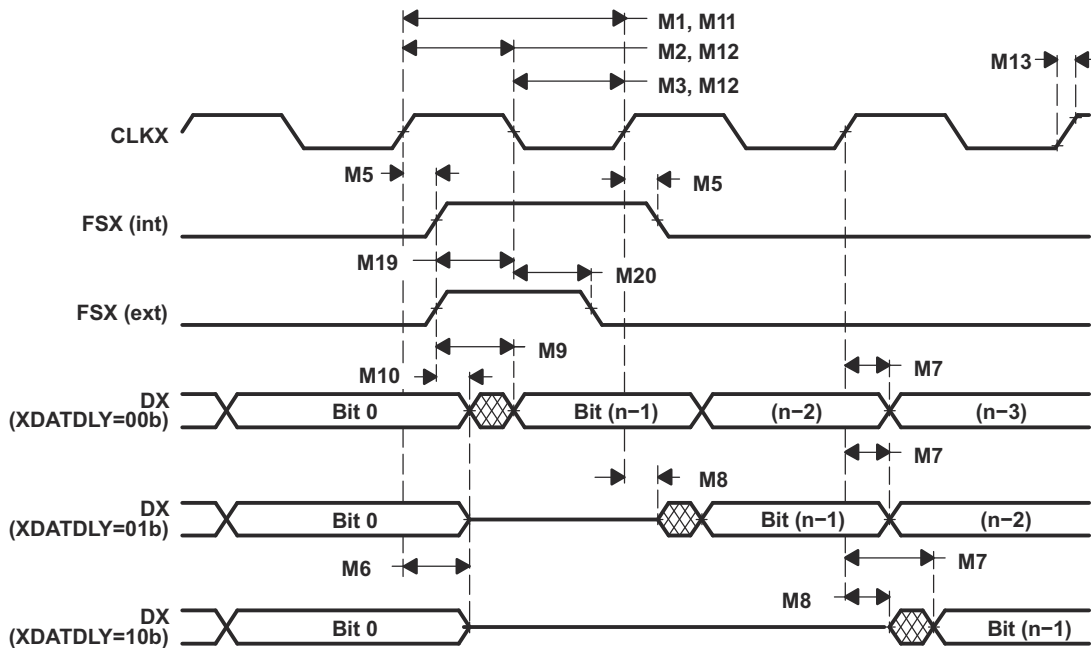 M1, M11
M2, M12
M13
M3, M12
CLKX
M5
M5
FSX (int)
M19
M20
FSX (ext)
M9
M10
M7
DX
(XDATDLY=00b)
Bit 0
Bit (n−1)
(n−2)
(n−3)
M7
M8
DX
(XDATDLY=01b)
Bit 0
Bit (n−1)
(n−2)
M6
M7
M8
DX
(XDATDLY=10b)
Bit 0
Bit (n−1)